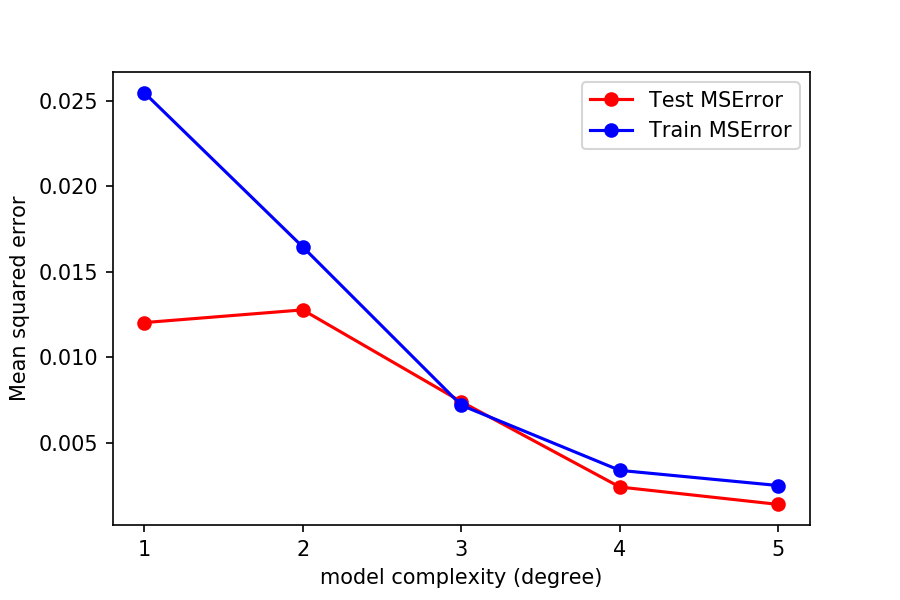 Test MSError
Train MSError
0.025
0.020
0.015
0.010
0.005
Mean squared error
1 2 3 4 5
model complexity (degree)